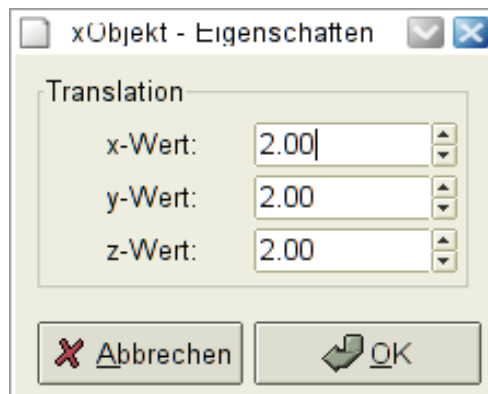 xObjekt - Eigenschaften
Translation
x-Wert: 2.00
y-Wert: 2.00
z-Wert: 2.00
Abbrechen OK